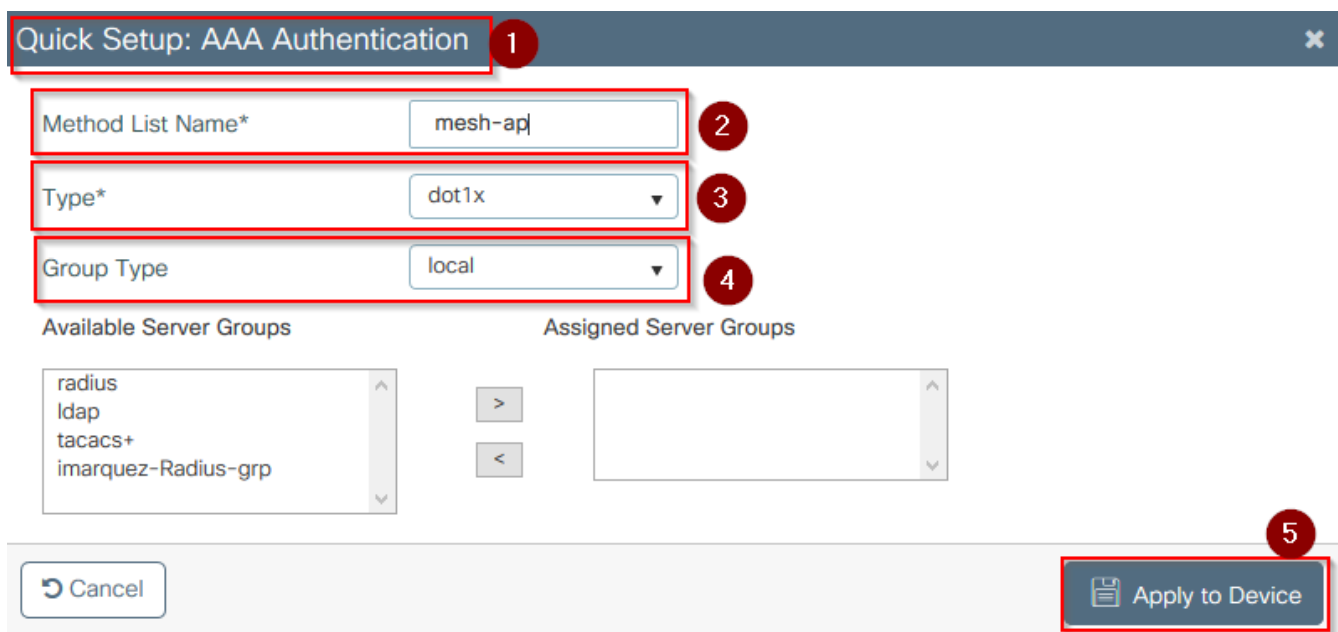 Quick Setup: AAA Authentication 1 ×
Method List Name* mesh-ap 2
Type* dot1x 3
Group Type local 4
Available Server Groups Assigned Server Groups
radius
ldap
tacacs+
imarquez-Radius-grp
>
<
5
Cancel Apply to Device